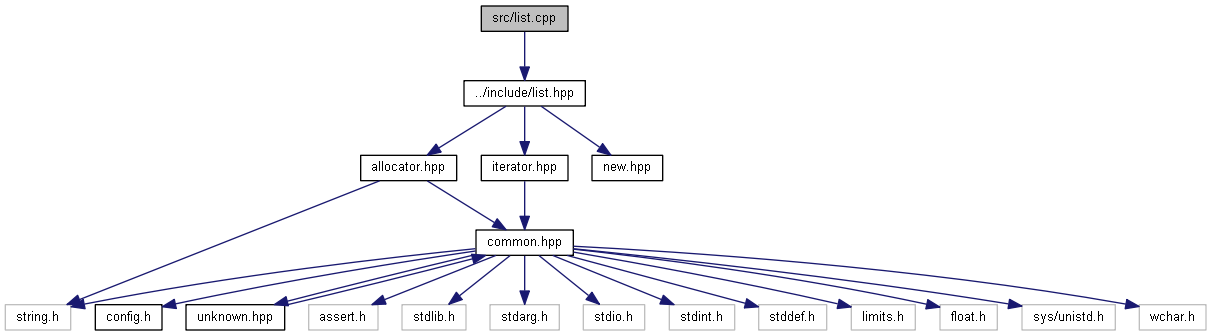 src/list.cpp
../include/list.hpp
allocator.hpp
iterator.hpp
new.hpp
common.hpp
string.h
config.h
unknown.hpp
assert.h
stdlib.h
stdarg.h
stdio.h
stdint.h
stddef.h
limits.h
float.h
sys/unistd.h
wchar.h